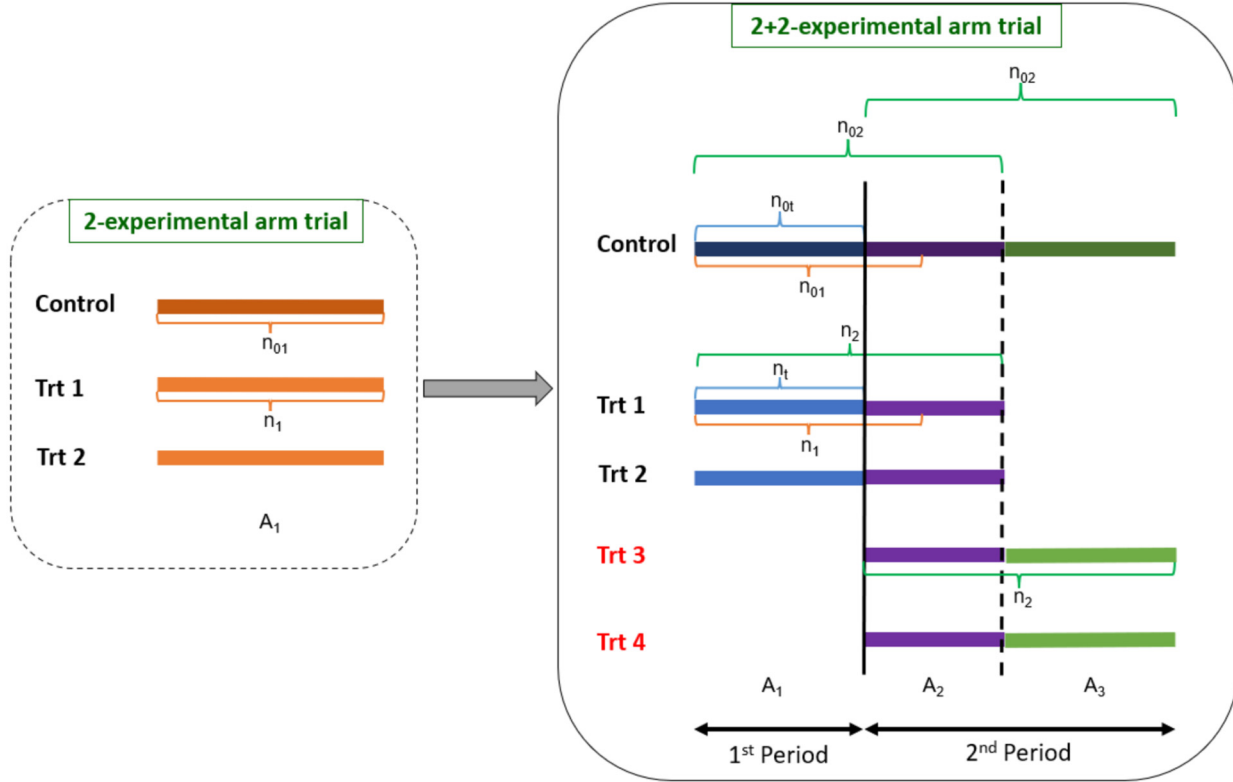 2-experimental arm trial
Control
n01
Trt 1
n1
Trt 2
A1
2+2-experimental arm trial
n02
n02
n0t
Control
n01
n2
nt
Trt 1
n1
Trt 2
Trt 3
n2
Trt 4
A1 A2 A3
1st Period 2nd Period